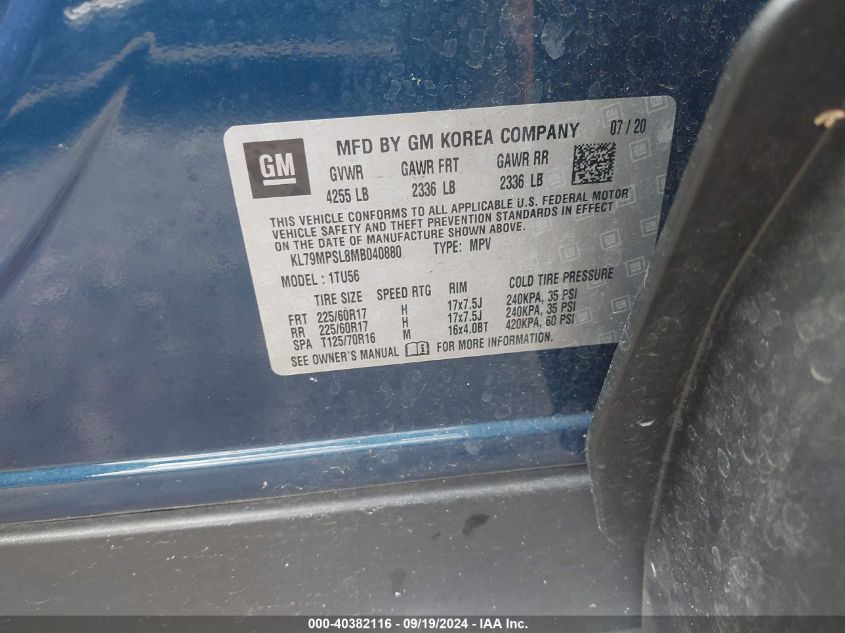 MFD BY GM KOREA COMPANY 07 / 20
GM
GVWR GAWR FRT GAWR RR
4255 LB 2336 LB 2336 LB
THIS VEHICLE CONFORMS TO ALL APPLICABLE U.S. FEDERAL MOTOR
VEHICLE SAFETY AND THEFT PREVENTION STANDARDS IN EFFECT
ON THE DATE OF MANUFACTURE SHOWN ABOVE.
KL79MPSL8MB040880 TYPE: MPV
MODEL : 1TU56
TIRE SIZE SPEED RTG RIM COLD TIRE PRESSURE
FRT 225/60R17 H 17x7.5J 240KPA, 35 PSI
RR 225/60R17 H 17x7.5J 240KPA, 35 PSI
SPA T125/70R16 M 16x4.0BT 420KPA, 60 PSI
SEE OWNER'S MANUAL i FOR MORE INFORMATION.
000-40382116 - 09/19/2024 - IAA Inc.